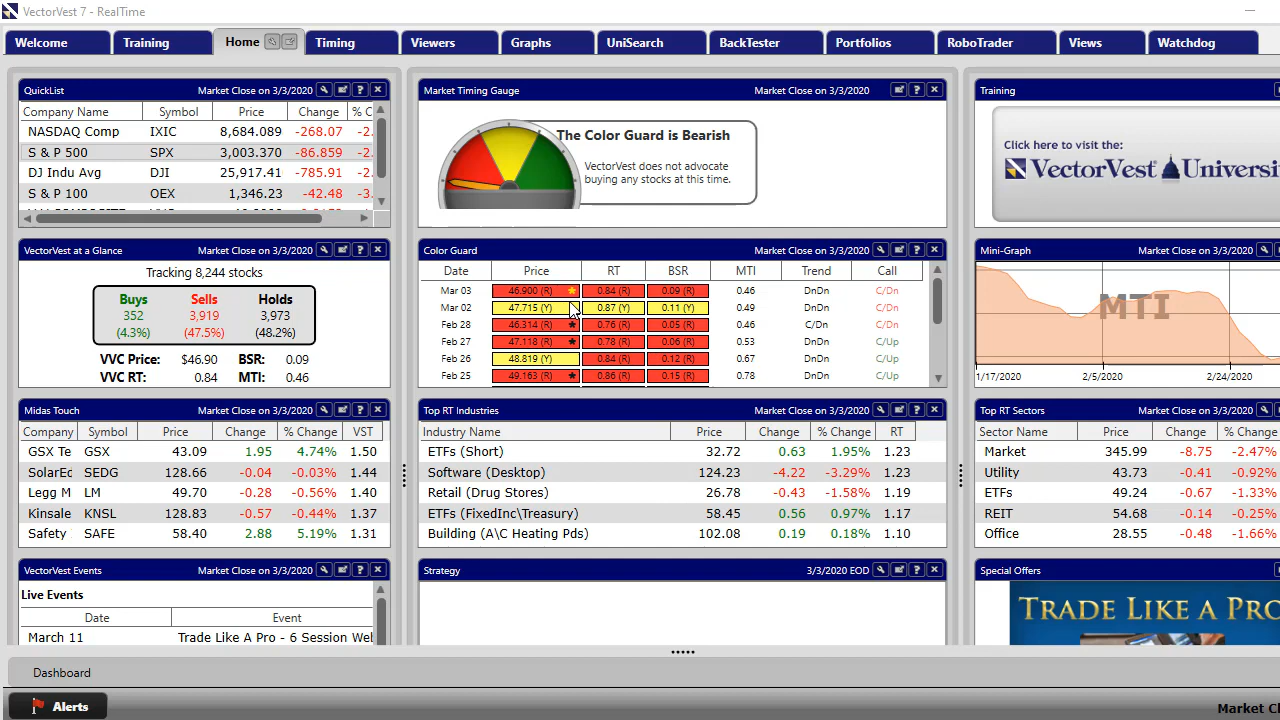 VectorVest 7 - RealTime
Welcome Training Home Timing Viewers Graphs UniSearch BackTester Portfolios RoboTrader Views Watchdog
QuickList Market Close on 3/3/2020
Company Name Symbol Price Change % C
NASDAQ Comp IXIC 8,684.089 -268.07 -2.
S & P 500 SPX 3,003.370 -86.859 -2.
DJ Indu Avg DJI 25,917.41 -785.91 -2.
S & P 100 OEX 1,346.23 -42.48 -3.
Market Timing Gauge Market Close on 3/3/2020
The Color Guard is Bearish
VectorVest does not advocate
buying any stocks at this time.
Training
Click here to visit the:
VectorVest Universi
VectorVest at a Glance Market Close on 3/3/2020
Tracking 8,244 stocks
Buys Sells Holds
352 3,919 3,973
(4.3%) (47.5%) (48.2%)
VVC Price: $46.90 BSR: 0.09
VVC RT: 0.84 MTI: 0.46
Color Guard Market Close on 3/3/2020
Date Price RT BSR MTI Trend Call
Mar 03 46.900 (R) ★ 0.84 (R) 0.09 (R) 0.46 DnDn C/Dn
Mar 02 47.715 (Y) 0.87 (Y) 0.11 (Y) 0.49 DnDn C/Dn
Feb 28 46.314 (R) ★ 0.76 (R) 0.05 (R) 0.46 DnDn C/Dn
Feb 27 47.118 (R) ★ 0.78 (R) 0.06 (R) 0.53 DnDn C/Up
Feb 26 48.819 (Y) 0.84 (R) 0.12 (R) 0.67 DnDn C/Up
Feb 25 49.163 (R) ★ 0.86 (R) 0.15 (R) 0.78 DnDn C/Up
Mini-Graph Market Close on 3/3/2020
MTI
1/17/2020 2/5/2020 2/24/2020
Midas Touch Market Close on 3/3/2020
Company Symbol Price Change % Change VST
GSX Te GSX 43.09 1.95 4.74% 1.50
SolarEd SEDG 128.66 -0.04 -0.03% 1.44
Legg M LM 49.70 -0.28 -0.56% 1.40
Kinsale KNSL 128.83 -0.57 -0.44% 1.37
Safety SAFE 58.40 2.88 5.19% 1.31
Top RT Industries Market Close on 3/3/2020
Industry Name Price Change % Change RT
ETFs (Short) 32.72 0.63 1.95% 1.23
Software (Desktop) 124.23 -4.22 -3.29% 1.23
Retail (Drug Stores) 26.78 -0.43 -1.58% 1.19
ETFs (FixedInc\Treasury) 58.45 0.56 0.97% 1.17
Building (A\C Heating Pds) 102.08 0.19 0.18% 1.10
Top RT Sectors Market Close on 3/3/2020
Sector Name Price Change % Change
Market 345.99 -8.75 -2.47%
Utility 43.73 -0.41 -0.92%
ETFs 49.24 -0.67 -1.33%
REIT 54.68 -0.14 -0.25%
Office 28.55 -0.48 -1.66%
VectorVest Events Market Close on 3/3/2020
Live Events
Date Event
March 11 Trade Like A Pro - 6 Session Web
Strategy 3/3/2020 EOD
Special Offers
TRADE LIKE A PRO
Dashboard
Alerts
Market Cl